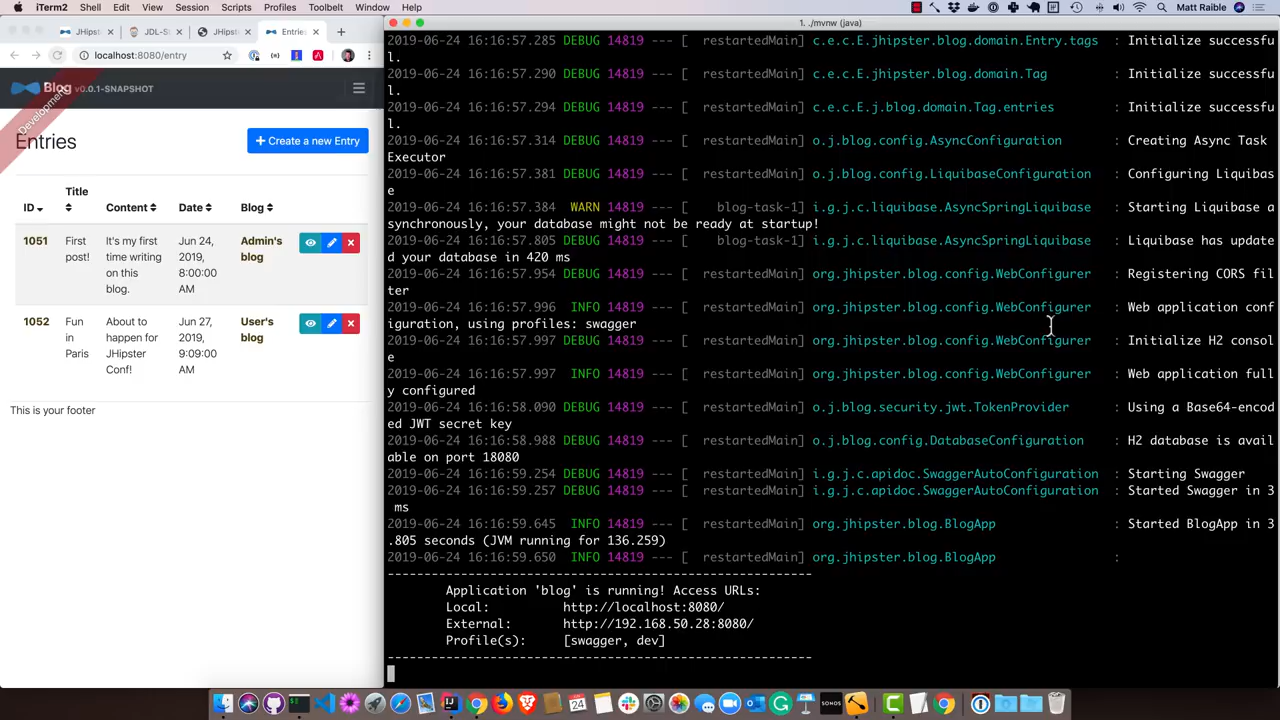 iTerm2 Shell Edit View Session Scripts Profiles Toolbelt Window Help
Matt Raible
JHips
JDL-S
JHips
Entries
localhost:8080/entry
Blog v0.0.1-SNAPSHOT
Development
Entries
Create a new Entry
ID Title Content Date Blog
1051 First post! It's my first time writing on this blog. Jun 24, 2019, 8:00:00 AM Admin's blog
1052 Fun in Paris About to happen for JHipster Conf! Jun 27, 2019, 9:09:00 AM User's blog
This is your footer
1. ./mvnw (java)
2019-06-24 16:16:57.285 DEBUG 14819 --- [ restartedMain] c.e.c.E.jhipster.blog.domain.Entry.tags : Initialize successfu
l.
2019-06-24 16:16:57.290 DEBUG 14819 --- [ restartedMain] c.e.c.E.jhipster.blog.domain.Tag : Initialize successfu
l.
2019-06-24 16:16:57.294 DEBUG 14819 --- [ restartedMain] c.e.c.E.j.blog.domain.Tag.entries : Initialize successfu
l.
2019-06-24 16:16:57.314 DEBUG 14819 --- [ restartedMain] o.j.blog.config.AsyncConfiguration : Creating Async Task
Executor
2019-06-24 16:16:57.381 DEBUG 14819 --- [ restartedMain] o.j.blog.config.LiquibaseConfiguration : Configuring Liquibas
e
2019-06-24 16:16:57.384 WARN 14819 --- [ blog-task-1] i.g.j.c.liquibase.AsyncSpringLiquibase : Starting Liquibase a
synchronously, your database might not be ready at startup!
2019-06-24 16:16:57.805 DEBUG 14819 --- [ blog-task-1] i.g.j.c.liquibase.AsyncSpringLiquibase : Liquibase has update
d your database in 420 ms
2019-06-24 16:16:57.954 DEBUG 14819 --- [ restartedMain] org.jhipster.blog.config.WebConfigurer : Registering CORS fil
ter
2019-06-24 16:16:57.996 INFO 14819 --- [ restartedMain] org.jhipster.blog.config.WebConfigurer : Web application conf
iguration, using profiles: swagger
2019-06-24 16:16:57.997 DEBUG 14819 --- [ restartedMain] org.jhipster.blog.config.WebConfigurer : Initialize H2 consol
e
2019-06-24 16:16:57.997 INFO 14819 --- [ restartedMain] org.jhipster.blog.config.WebConfigurer : Web application full
y configured
2019-06-24 16:16:58.090 DEBUG 14819 --- [ restartedMain] o.j.blog.security.jwt.TokenProvider : Using a Base64-encod
ed JWT secret key
2019-06-24 16:16:58.988 DEBUG 14819 --- [ restartedMain] o.j.blog.config.DatabaseConfiguration : H2 database is avail
able on port 18080
2019-06-24 16:16:59.254 DEBUG 14819 --- [ restartedMain] i.g.j.c.apidoc.SwaggerAutoConfiguration : Starting Swagger
2019-06-24 16:16:59.257 DEBUG 14819 --- [ restartedMain] i.g.j.c.apidoc.SwaggerAutoConfiguration : Started Swagger in 3
ms
2019-06-24 16:16:59.645 INFO 14819 --- [ restartedMain] org.jhipster.blog.BlogApp : Started BlogApp in 3
.805 seconds (JVM running for 136.259)
2019-06-24 16:16:59.650 INFO 14819 --- [ restartedMain] org.jhipster.blog.BlogApp :
----------------------------------------------------------
Application 'blog' is running! Access URLs:
Local: http://localhost:8080/
External: http://192.168.50.28:8080/
Profile(s): [swagger, dev]
----------------------------------------------------------